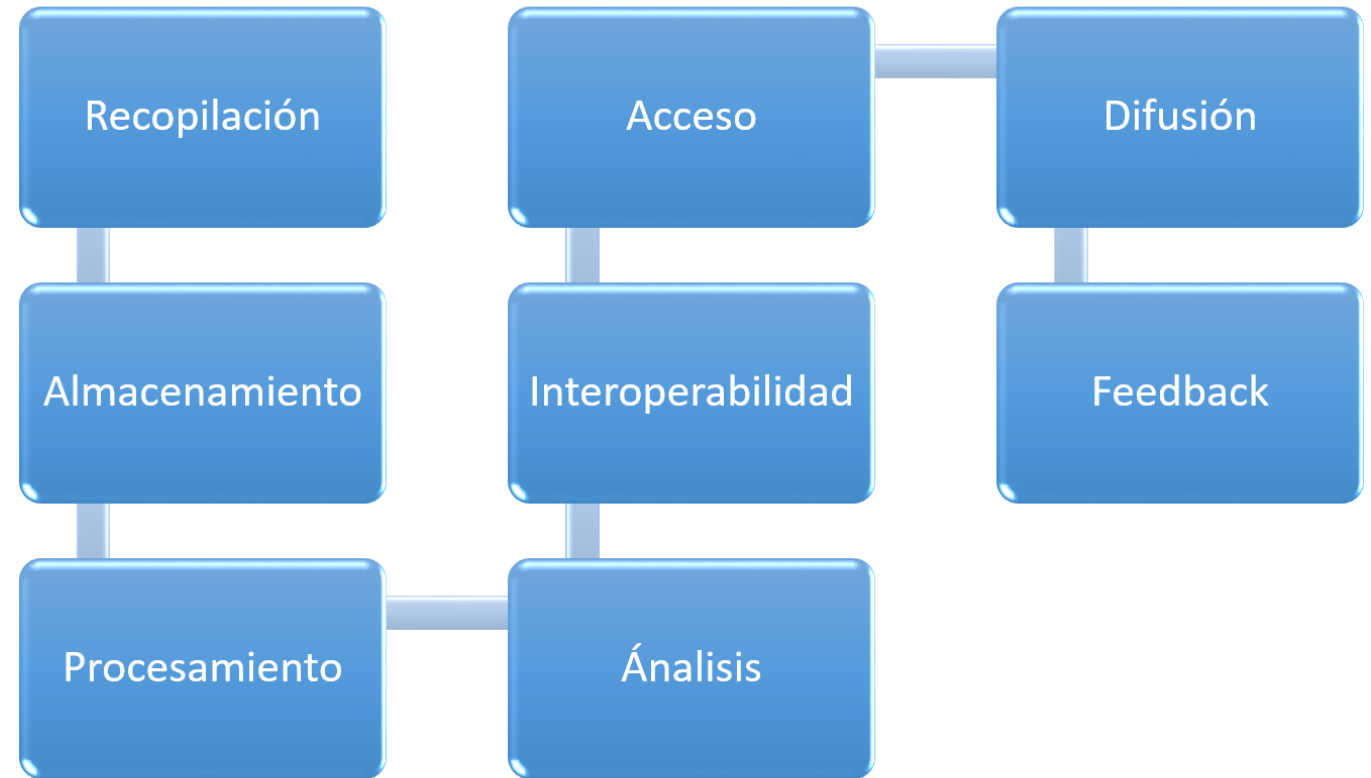 Recopilación
Almacenamiento
Procesamiento
Ánalisis
Interoperabilidad
Acceso
Difusión
Feedback